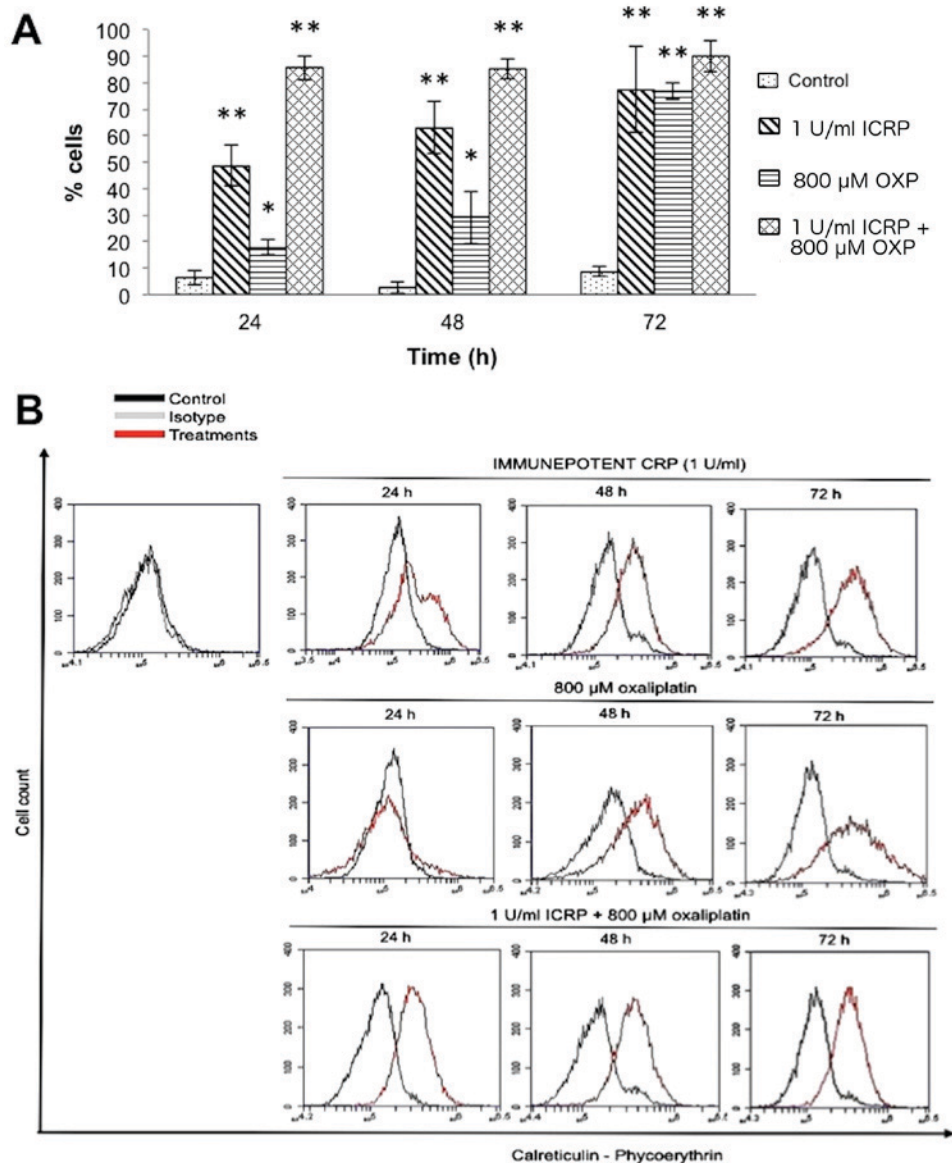 A
** ** ** ** ** ** **
* *
100
90
80
70
60
50
40
30
20
10
0
% cells
24 48 72
Time (h)
Control
1 U/ml ICRP
800 µM OXP
1 U/ml ICRP +
800 µM OXP
B
Control
Isotype
Treatments
IMMUNEPOTENT CRP (1 U/ml)
24 h 48 h 72 h
800 µM oxaliplatin
24 h 48 h 72 h
1 U/ml ICRP + 800 µM oxaliplatin
24 h 48 h 72 h
Cell count
Calreticulin - Phycoerythrin